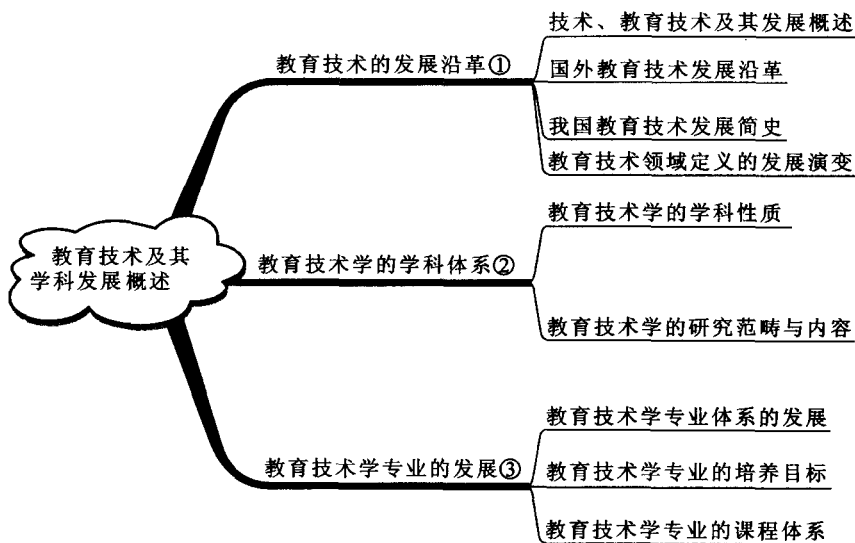 教育技术及其
学科发展概述
教育技术的发展沿革①
技术、教育技术及其发展概述
国外教育技术发展沿革
我国教育技术发展简史
教育技术领域定义的发展演变
教育技术学的学科体系②
教育技术学的学科性质
教育技术学的研究范畴与内容
教育技术学专业的发展③
教育技术学专业体系的发展
教育技术学专业的培养目标
教育技术学专业的课程体系